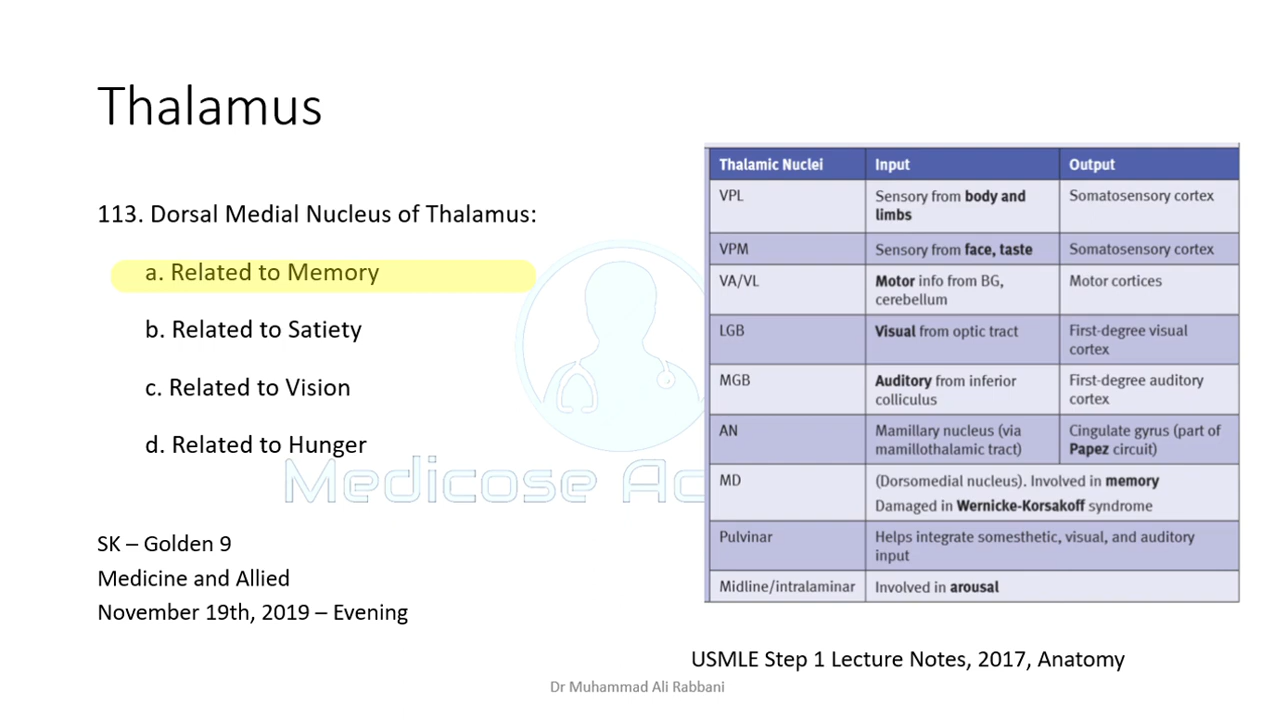 Thalamus
113. Dorsal Medial Nucleus of Thalamus:
a. Related to Memory
b. Related to Satiety
c. Related to Vision
d. Related to Hunger
SK – Golden 9
Medicine and Allied
November 19th, 2019 – Evening
Medicose Ac
Thalamic Nuclei Input Output
VPL Sensory from body and Somatosensory cortex
limbs
VPM Sensory from face, taste Somatosensory cortex
VA/VL Motor info from BG, Motor cortices
cerebellum
LGB Visual from optic tract First-degree visual
cortex
MGB Auditory from inferior First-degree auditory
colliculus cortex
AN Mamillary nucleus (via Cingulate gyrus (part of
mamillothalamic tract) Papez circuit)
MD (Dorsomedial nucleus). Involved in memory
Damaged in Wernicke-Korsakoff syndrome
Pulvinar Helps integrate somesthetic, visual, and auditory
input
Midline/intralaminar Involved in arousal
USMLE Step 1 Lecture Notes, 2017, Anatomy
Dr Muhammad Ali Rabbani